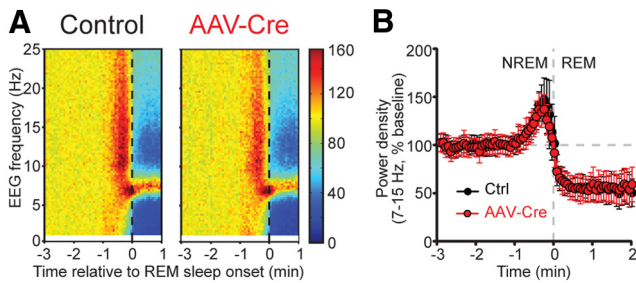 A
Control
AAV-Cre
EEG frequency (Hz)
25
20
15
10
5
0
-3 -2 -1 0 1
-3 -2 -1 0 1
160
120
80
40
0
Time relative to REM sleep onset (min)
B
Power density
(7-15 Hz, % baseline)
200
150
100
50
0
NREM REM
Ctrl
AAV-Cre
-3 -2 -1 0 1 2
Time (min)